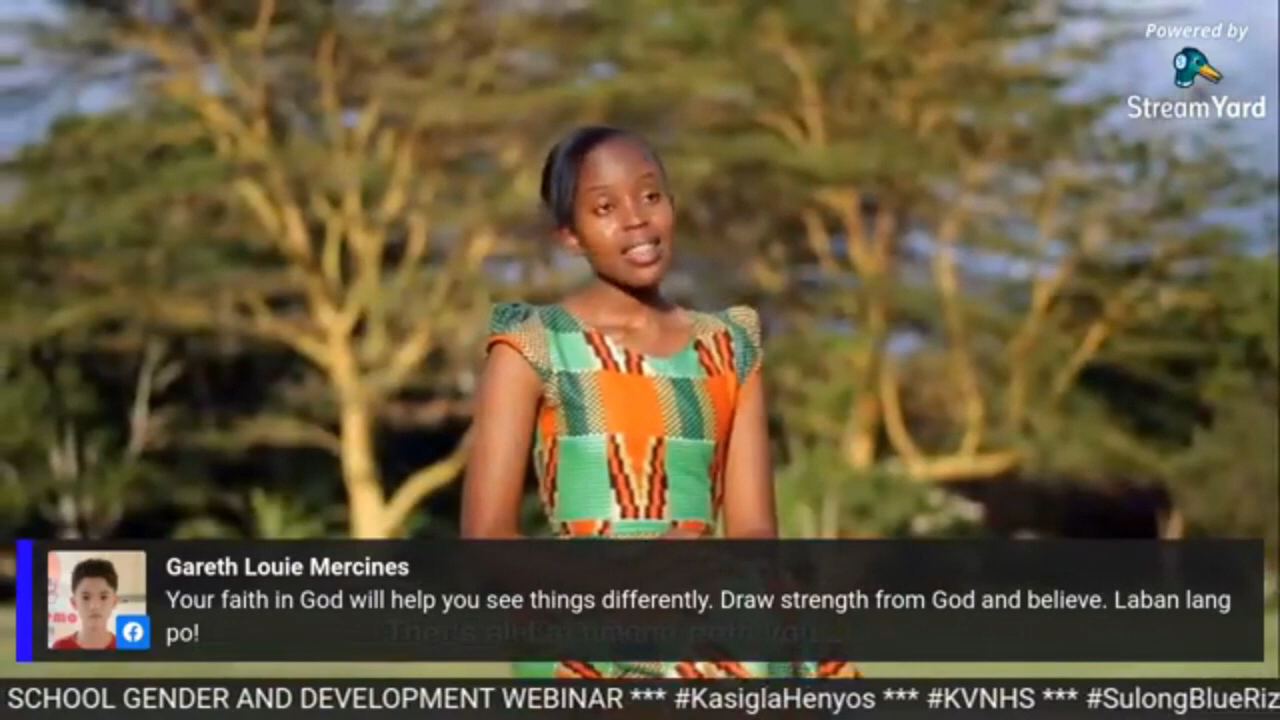 Powered by
StreamYard
Gareth Louie Mercines
Your faith in God will help you see things differently. Draw strength from God and believe. Laban lang
po!
SCHOOL GENDER AND DEVELOPMENT WEBINAR *** #KasiglaHenyos *** #KVNHS *** #SulongBlueRiz